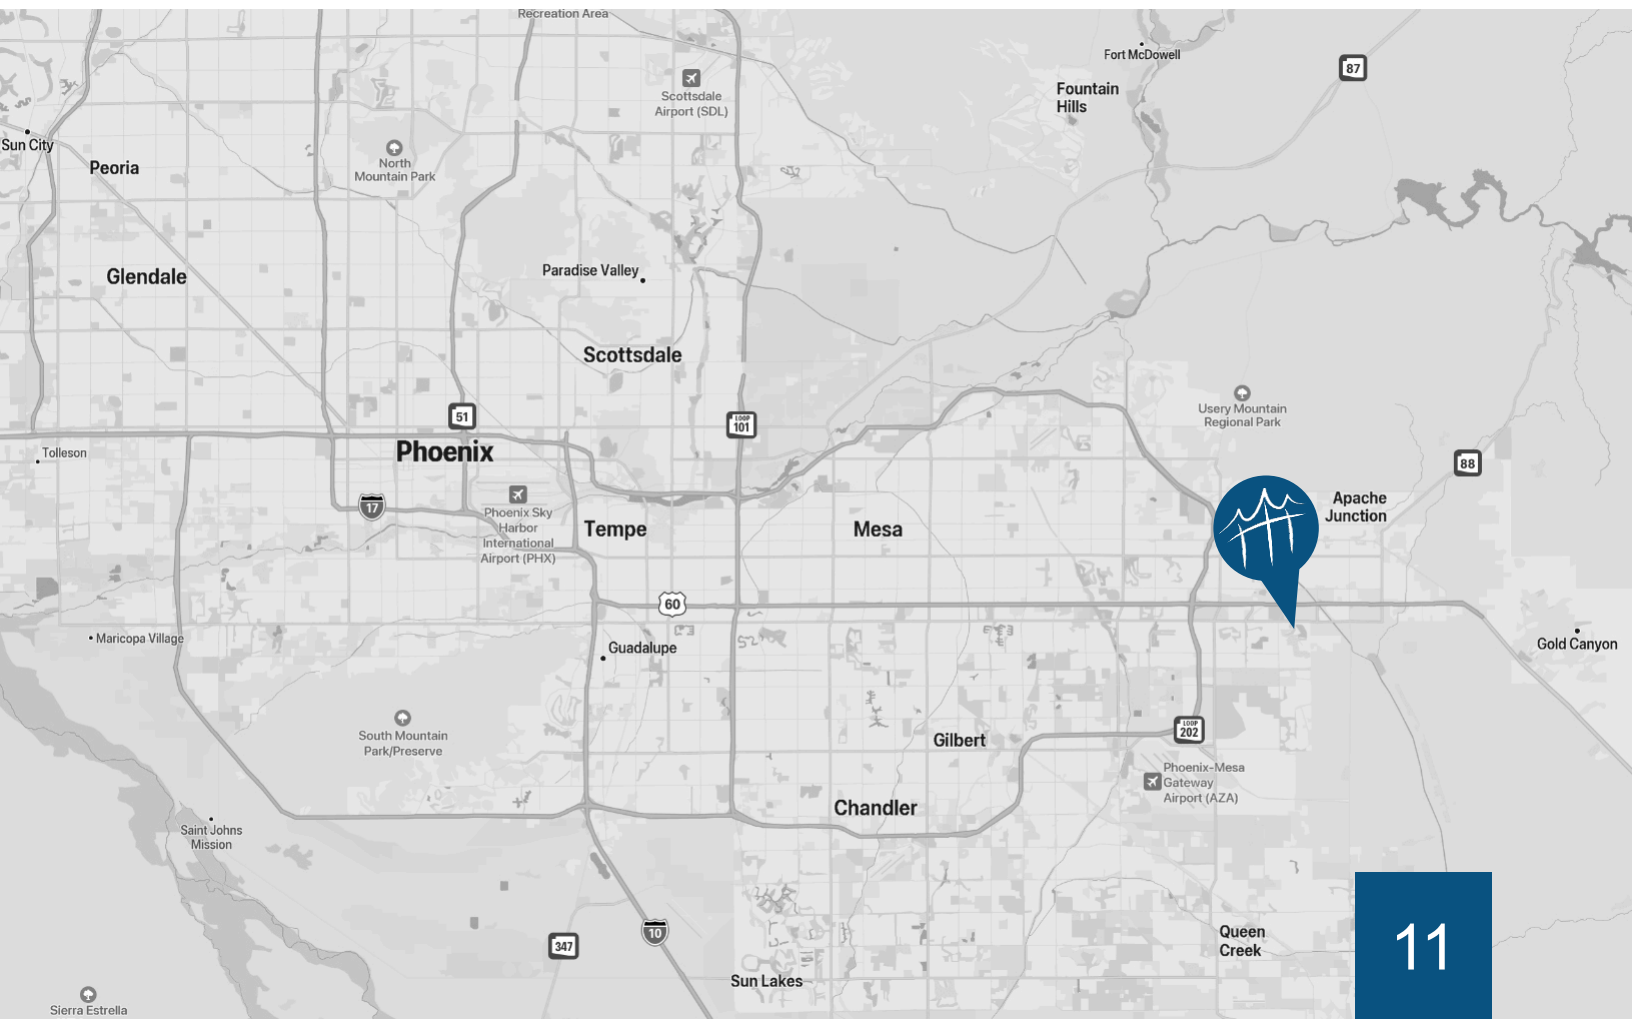 Recreation Area
Fort McDowell
87
Fountain
Hills
Scottsdale
Airport (SDL)
Sun City
Peoria
North
Mountain Park
Glendale
Paradise Valley
Scottsdale
Usery Mountain
Regional Park
51
LOOP
101
Phoenix
Tolleson
88
17
Phoenix Sky
Harbor
International
Airport (PHX)
Tempe
Mesa
Apache
Junction
60
Maricopa Village
Guadalupe
Gold Canyon
South Mountain
Park/Preserve
Gilbert
LOOP
202
Phoenix-Mesa
Gateway
Airport (AZA)
Chandler
Saint Johns
Mission
347
10
Queen
Creek
11
Sun Lakes
Sierra Estrella